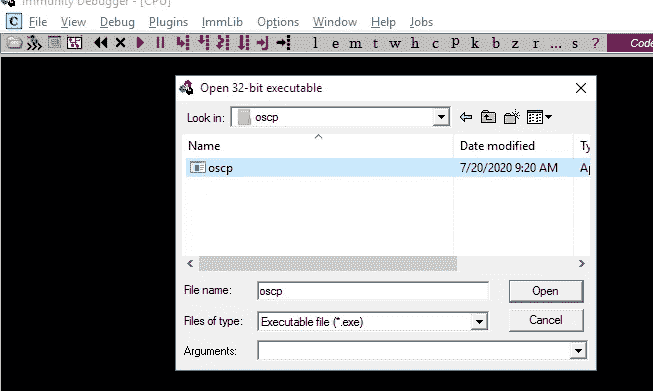 Immunity Debugger - [CPU]
C File View Debug Plugins ImmLib Options Window Help Jobs
l e m t w h c p k b z r ... s ? Code
Open 32-bit executable
Look in: oscp
Name Date modified Ty
oscp 7/20/2020 9:20 AM Ap
File name: oscp Open
Files of type: Executable file (*.exe) Cancel
Arguments: